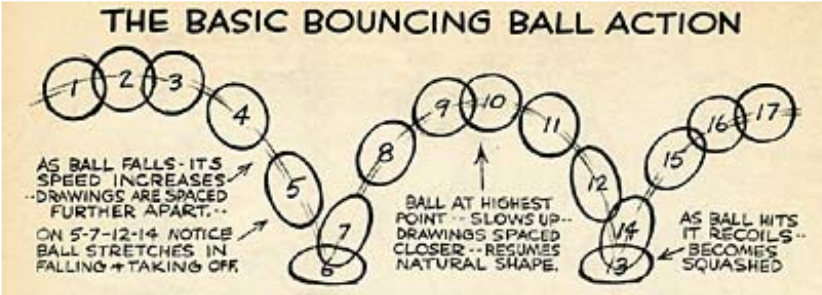 THE BASIC BOUNCING BALL ACTION
1 2 3 4 5 6 7 8 9 10 11 12 13 14 15 16 17
AS BALL FALLS - ITS
SPEED INCREASES
--DRAWINGS ARE SPACED
FURTHER APART.--
ON 5-7-12-14 NOTICE
BALL STRETCHES IN
FALLING + TAKING OFF.
BALL AT HIGHEST
POINT -- SLOWS UP--
DRAWINGS SPACED
CLOSER -- RESUMES
NATURAL SHAPE.
AS BALL HITS
IT RECOILS--
--BECOMES
SQUASHED